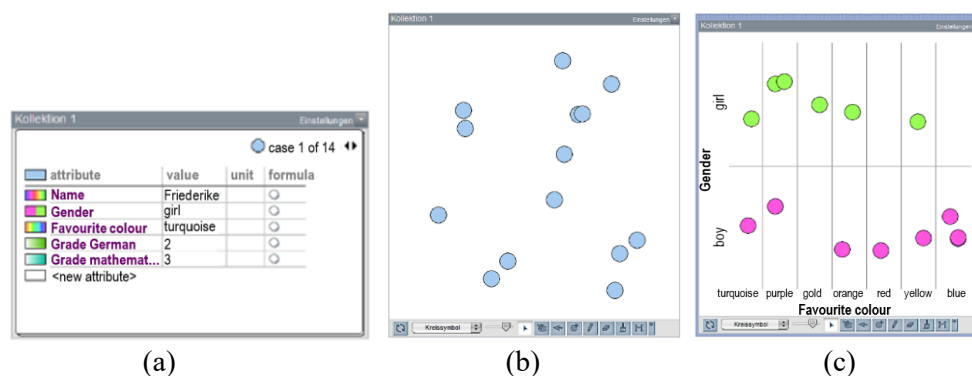 Kollektion 1 Einstellungen
case 1 of 14
attribute value unit formula
Name Friederike
Gender girl
Favourite colour turquoise
Grade German 2
Grade mathemat... 3
<new attribute>
(a)
Kollektion 1 Einstellungen
Kreissymbol
(b)
Kollektion 1 Einstellungen
Gender
girl
boy
turquoise purple gold orange red yellow blue
Favourite colour
Kreissymbol
(c)